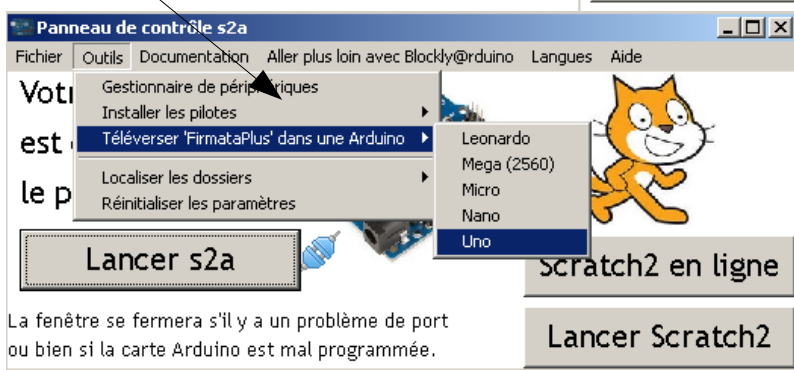 Panneau de contrôle s2a
Fichier Outils Documentation Aller plus loin avec Blockly@rduino Langues Aide
Gestionnaire de périphériques
Installer les pilotes
Téléverser 'FirmataPlus' dans une Arduino
Localiser les dossiers
Réinitialiser les paramètres
Leonardo
Mega (2560)
Micro
Nano
Uno
est
le p
Lancer s2a
Scratch2 en ligne
La fenêtre se fermera s'il y a un problème de port
ou bien si la carte Arduino est mal programmée.
Lancer Scratch2